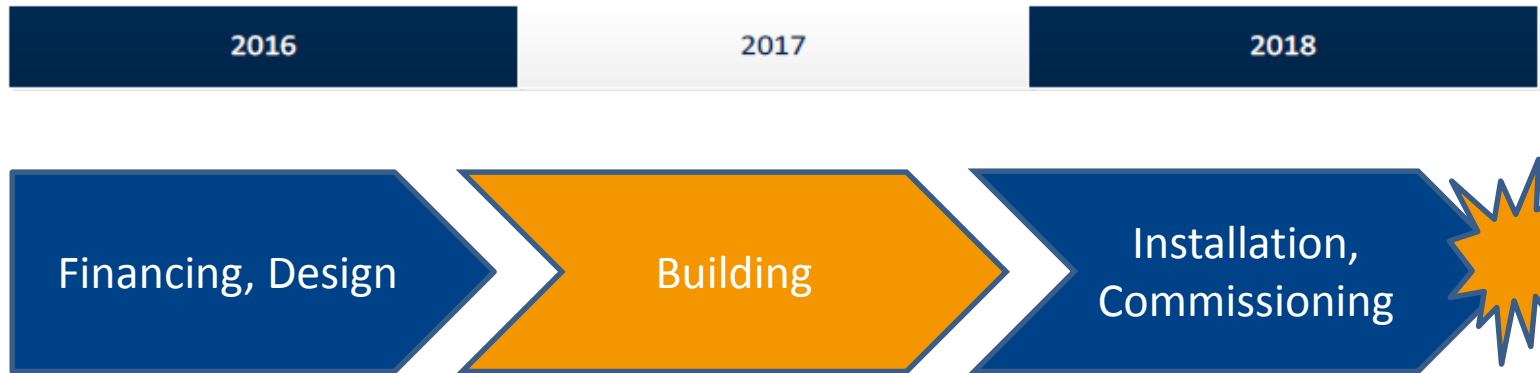 2016 2017 2018
Financing, Design
Building
Installation,
Commissioning